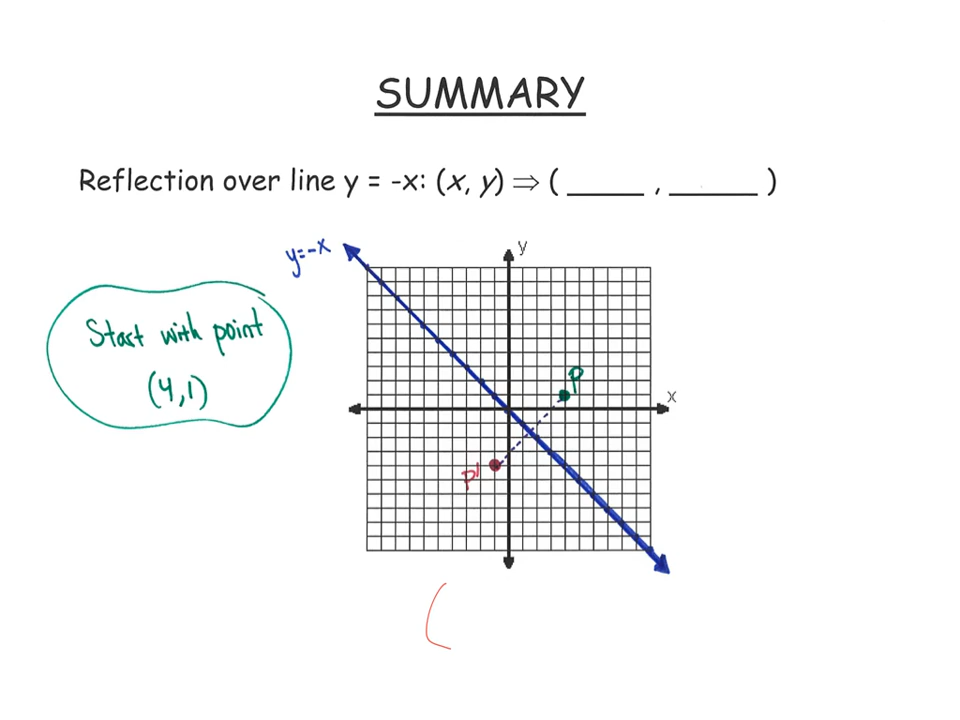 SUMMARY
Reflection over line y = -x: (x, y) ⇒ ( _____ , _____ )
y=-x
y
Start with point
(4,1)
P
x
P'
(